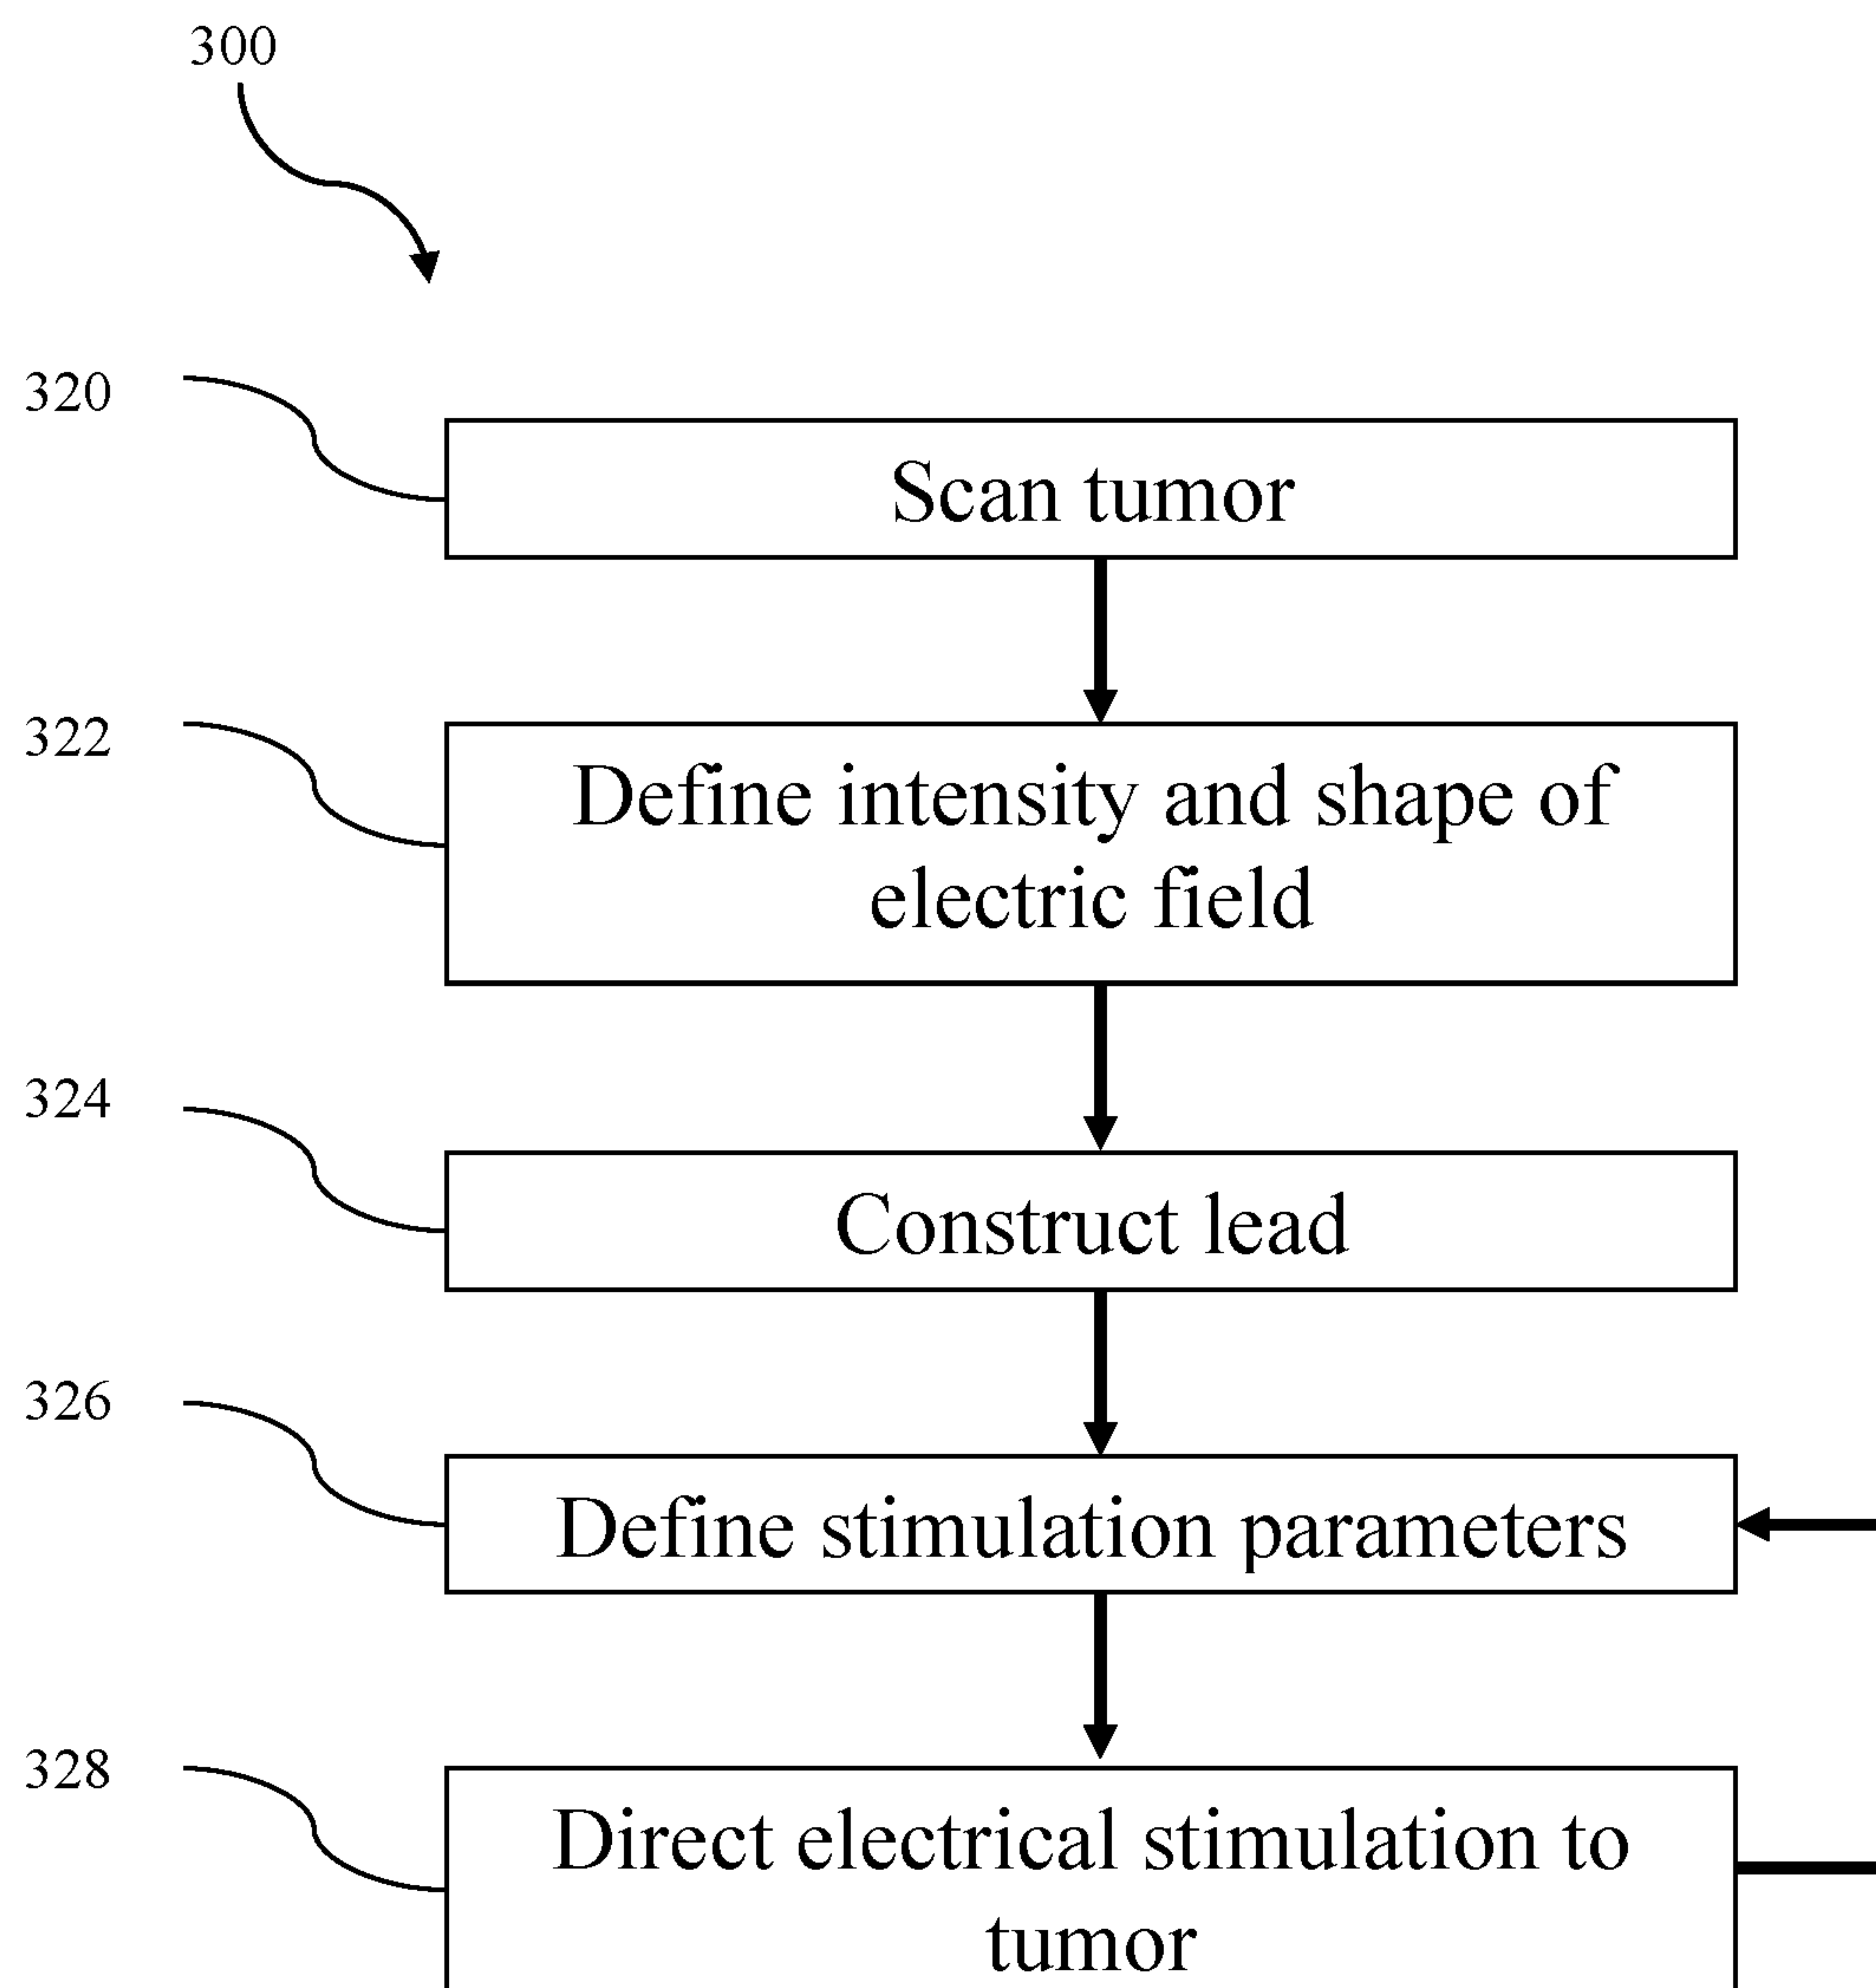 300
320
Scan tumor
322
Define intensity and shape of
electric field
324
Construct lead
326
Define stimulation parameters
328
Direct electrical stimulation to
tumor